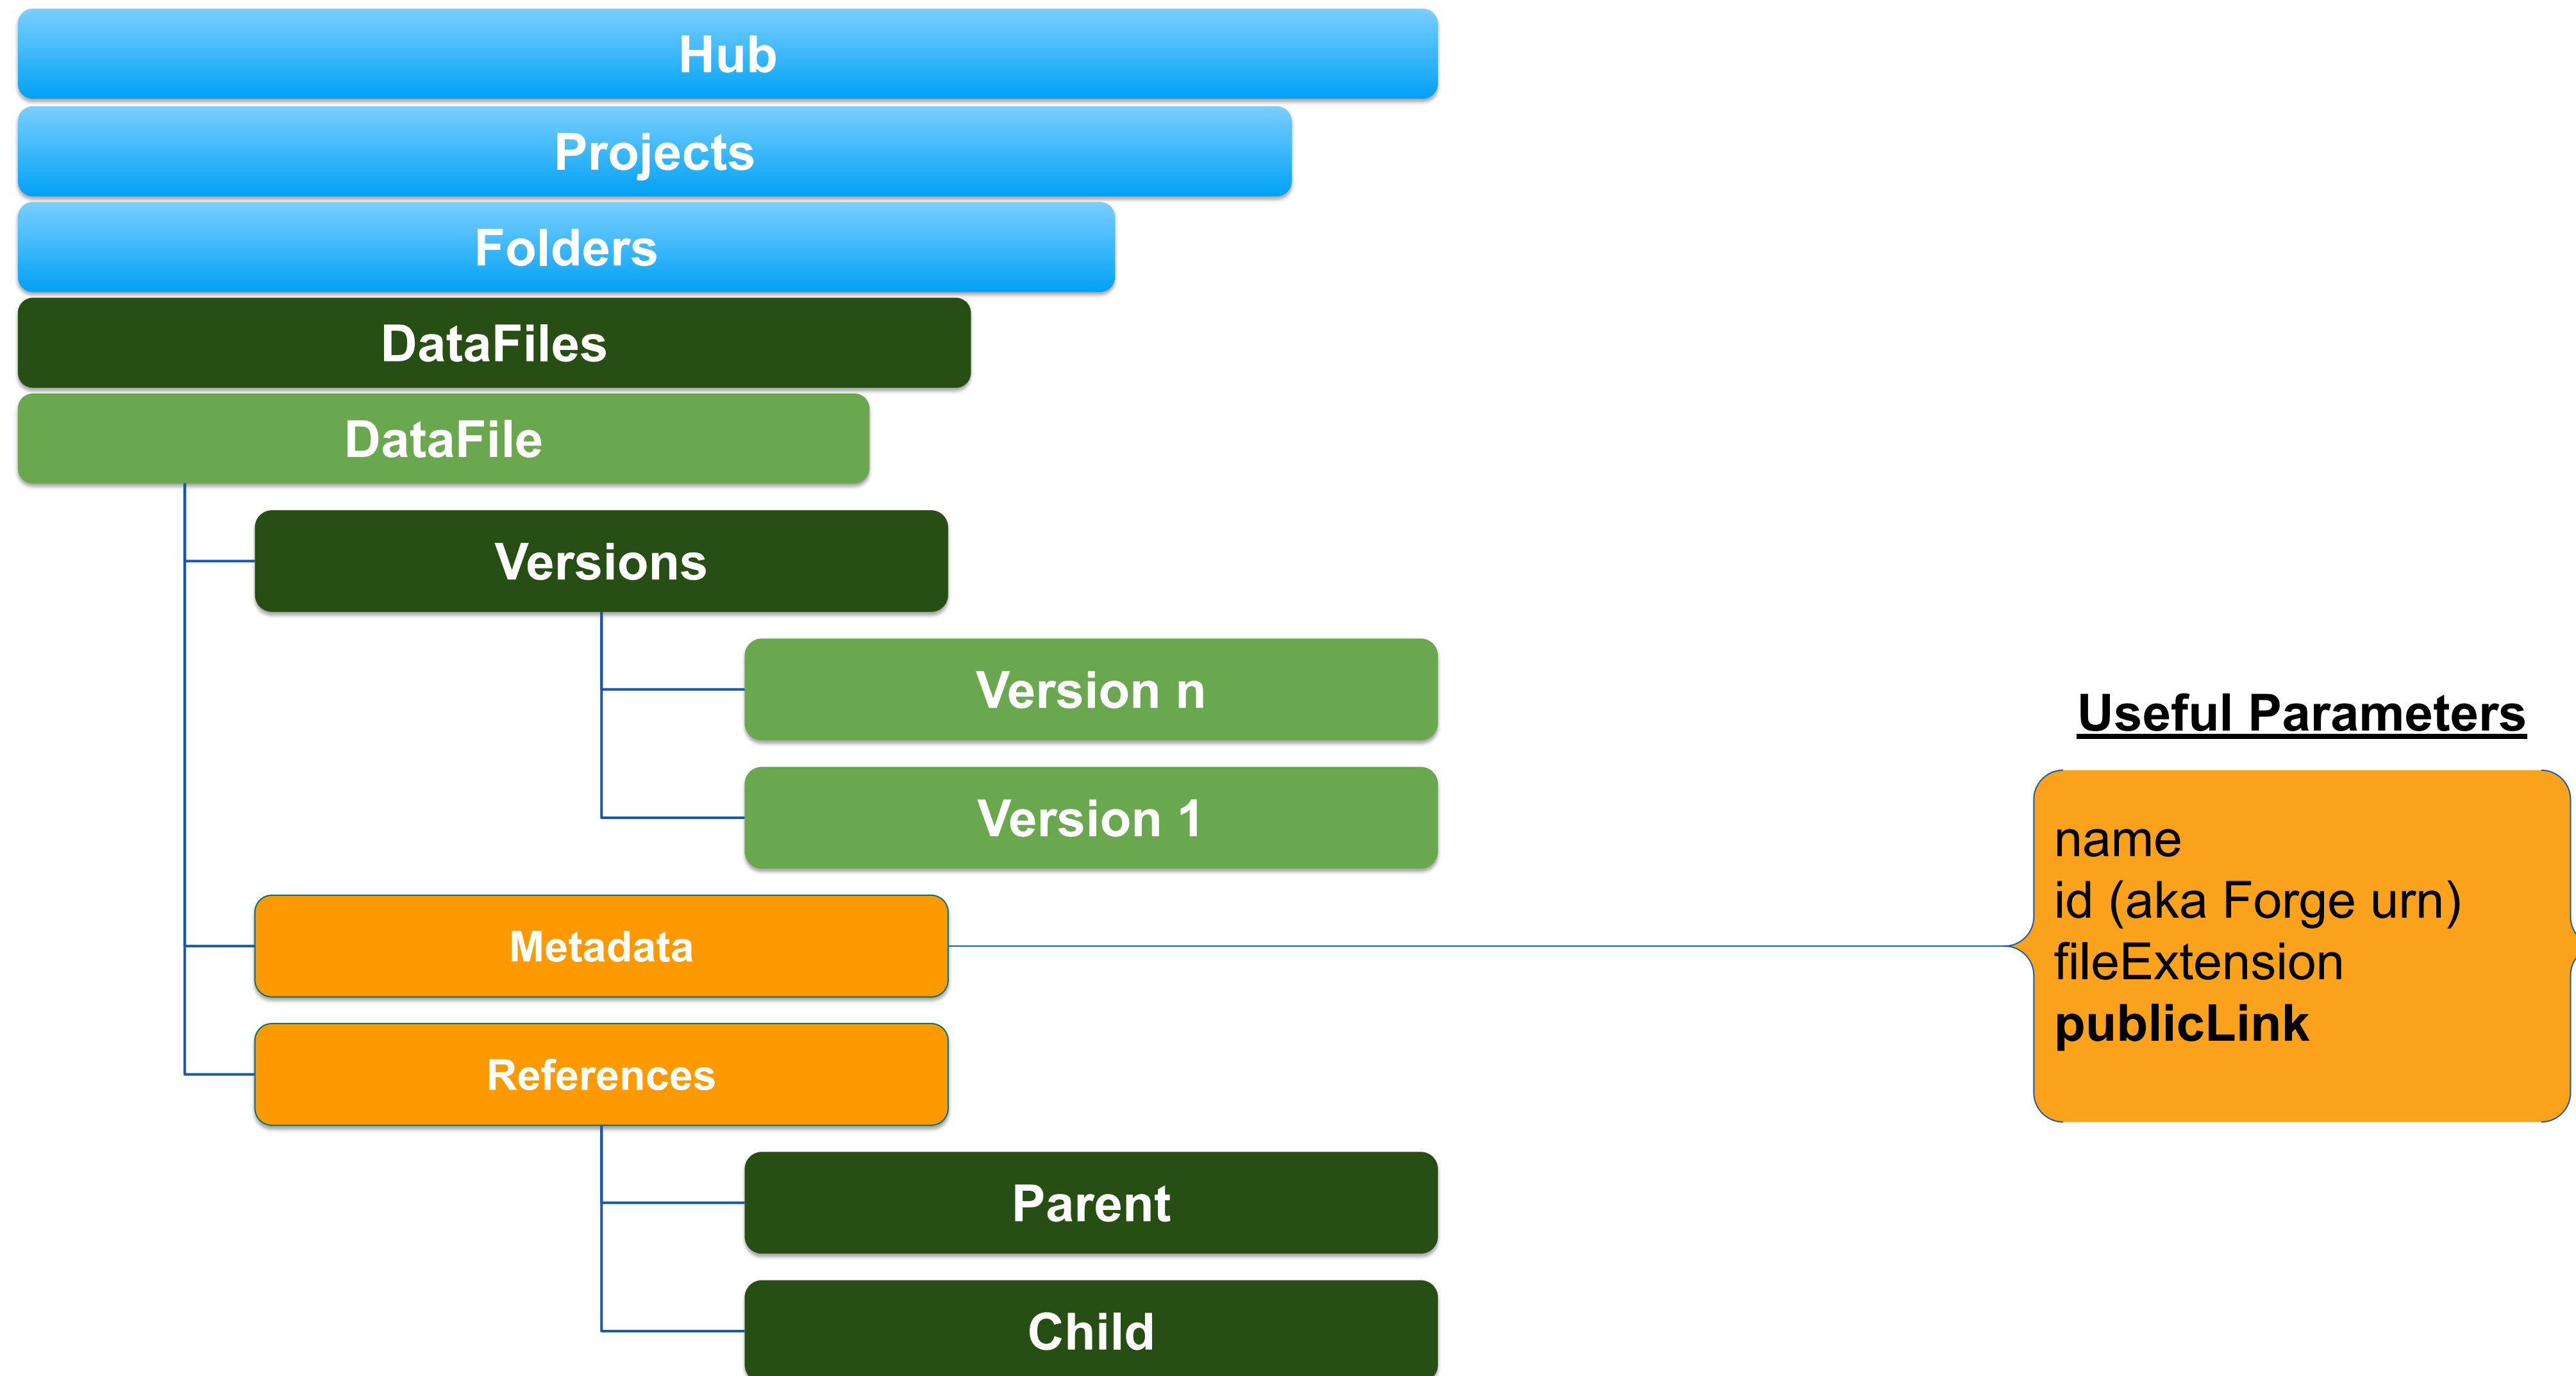 Hub
Projects
Folders
DataFiles
DataFile
Versions
Version n
Version 1
Metadata
References
Parent
Child
Useful Parameters
name
id (aka Forge urn)
fileExtension
publicLink